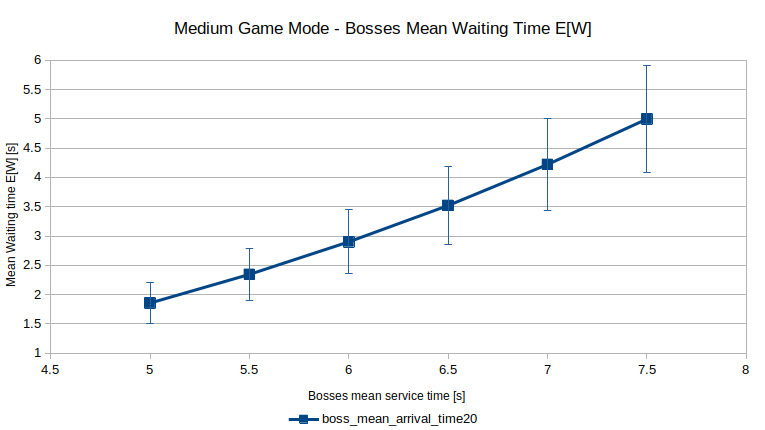 Medium Game Mode - Bosses Mean Waiting Time E[W]
Mean Waiting time E[W] [s]
6
5.5
5
4.5
4
3.5
3
2.5
2
1.5
1
4.5 5 5.5 6 6.5 7 7.5 8
Bosses mean service time [s]
boss_mean_arrival_time20